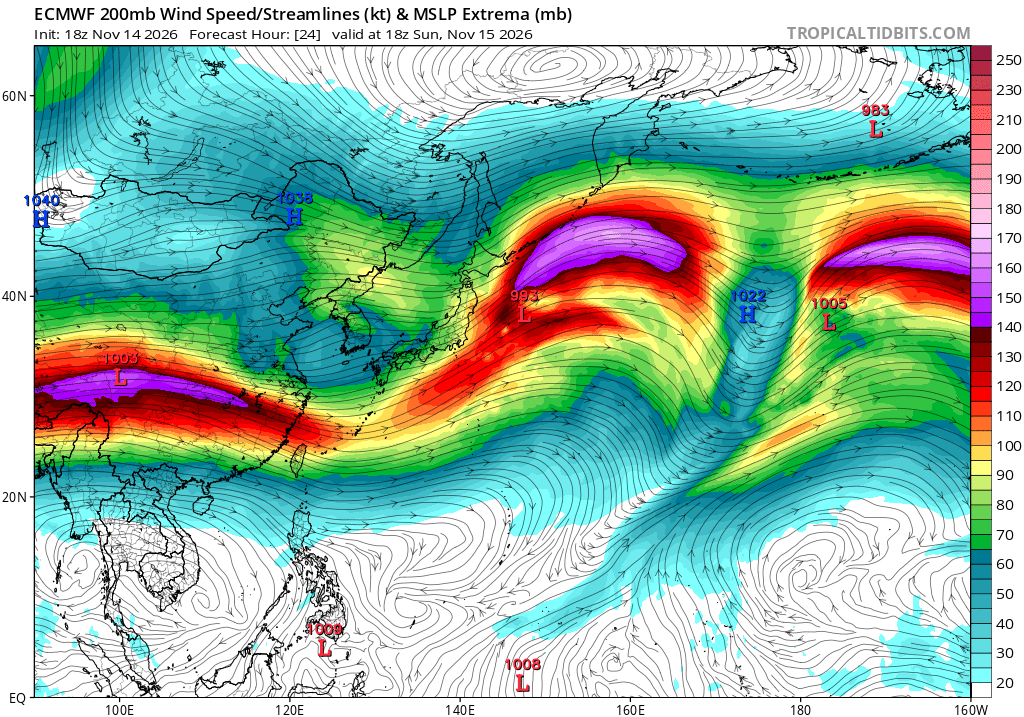 ECMWF 200mb Wind Speed/Streamlines (kt) & MSLP Extrema (mb)
Init: 18z Nov 14 2026 Forecast Hour: [24] valid at 18z Sun, Nov 15 2026
TROPICALTIDBITS.COM
60N
40N
20N
EQ
100E
120E
140E
160E
180
160W
983
L
1040
H
1038
H
993
L
1022
H
1005
L
1003
L
1009
L
1008
L
250
230
210
200
190
180
170
160
150
140
130
120
110
100
90
80
70
60
50
40
30
20